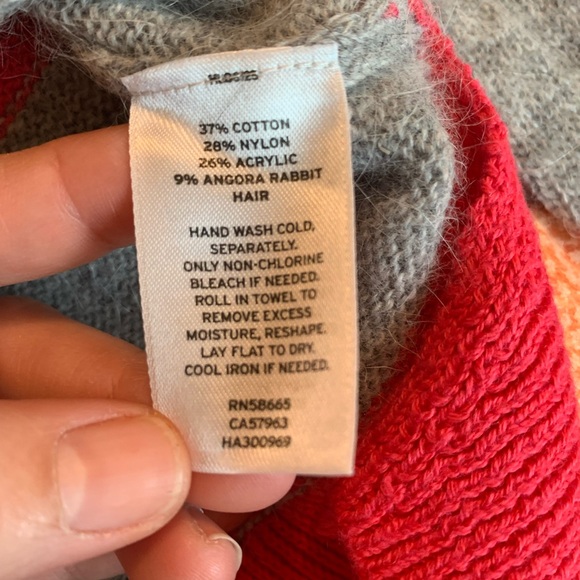 37% COTTON
28% NYLON
26% ACRYLIC
9% ANGORA RABBIT
HAIR
HAND WASH COLD,
SEPARATELY.
ONLY NON-CHLORINE
BLEACH IF NEEDED.
ROLL IN TOWEL TO
REMOVE EXCESS
MOISTURE, RESHAPE.
LAY FLAT TO DRY.
COOL IRON IF NEEDED.
RN58665
CA57963
HA300969